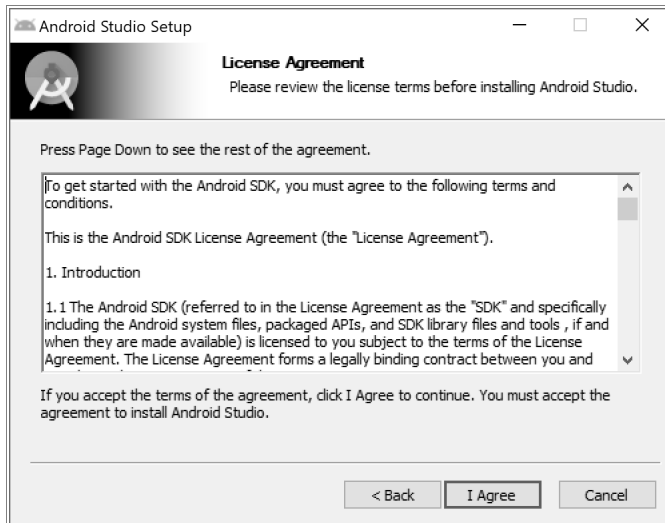 Android Studio Setup
License Agreement
Please review the license terms before installing Android Studio.
Press Page Down to see the rest of the agreement.
To get started with the Android SDK, you must agree to the following terms and
conditions.
This is the Android SDK License Agreement (the "License Agreement").
1. Introduction
1.1 The Android SDK (referred to in the License Agreement as the "SDK" and specifically
including the Android system files, packaged APIs, and SDK library files and tools , if and
when they are made available) is licensed to you subject to the terms of the License
Agreement. The License Agreement forms a legally binding contract between you and
If you accept the terms of the agreement, click I Agree to continue. You must accept the
agreement to install Android Studio.
< Back
I Agree
Cancel